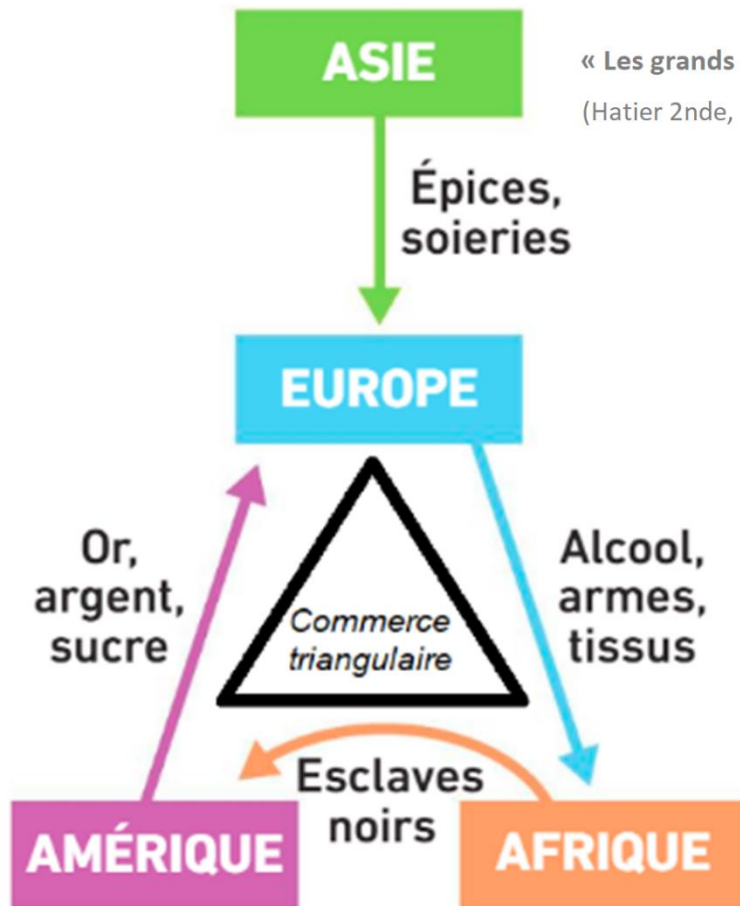 ASIE
« Les grands
(Hatier 2nde,
Épices,
soieries
EUROPE
Or,
argent,
sucre
Commerce
triangulaire
Alcool,
armes,
tissus
Esclaves
noirs
AMÉRIQUE
AFRIQUE